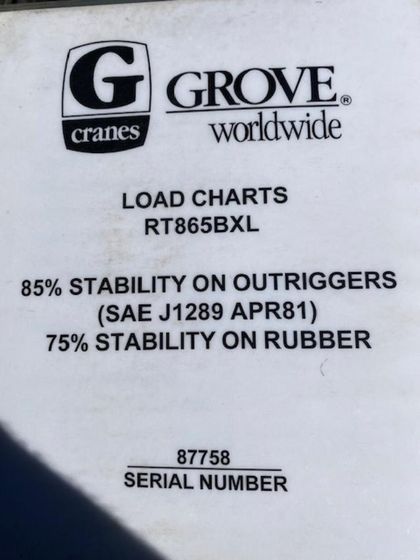 G
cranes
GROVE®
worldwide
LOAD CHARTS
RT865BXL
85% STABILITY ON OUTRIGGERS
(SAE J1289 APR81)
75% STABILITY ON RUBBER
87758
SERIAL NUMBER